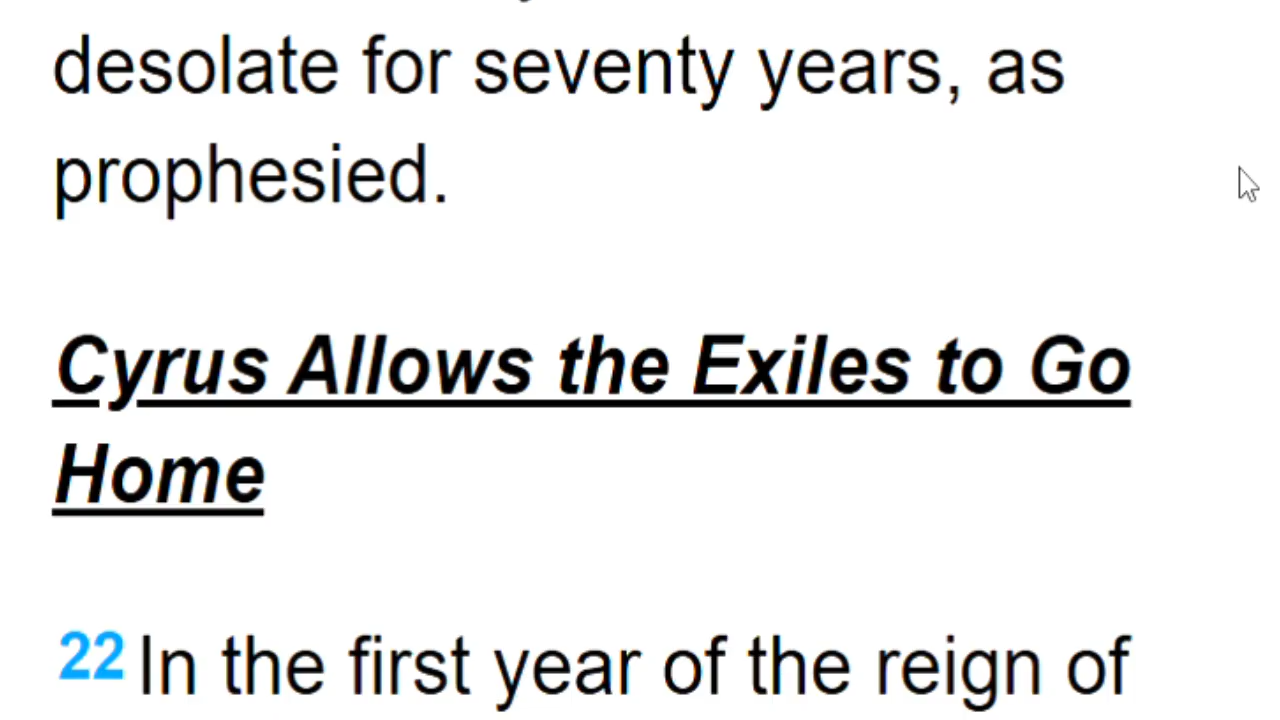 desolate for seventy years, as
prophesied.
Cyrus Allows the Exiles to Go
Home
22 In the first year of the reign of